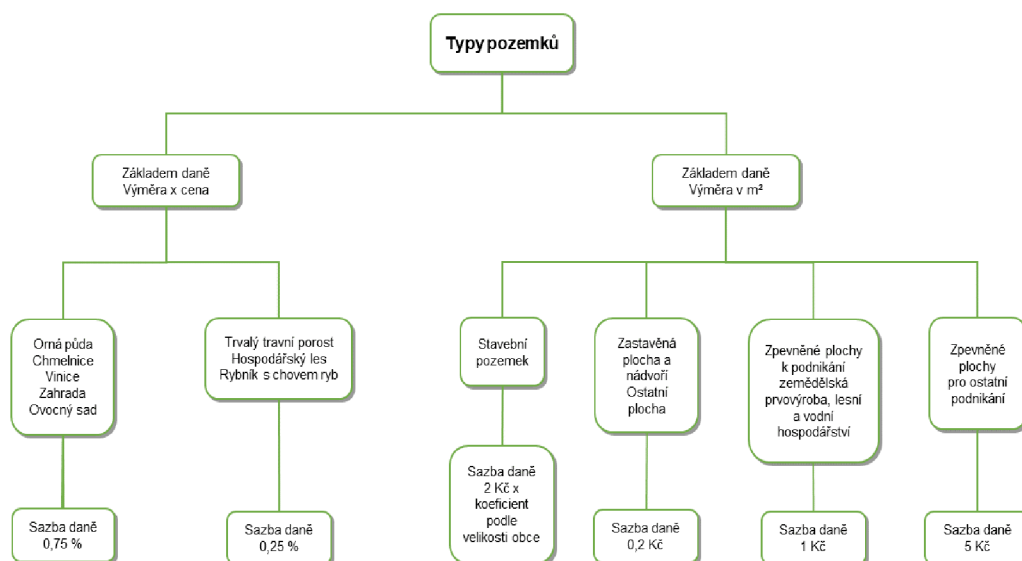 Typy pozemků
Základem daně
Výměra x cena
Základem daně
Výměra v m²
Orná půda
Chmelnice
Vinice
Zahrada
Ovocný sad
Trvalý travní porost
Hospodářský les
Rybník s chovem ryb
Stavební
pozemek
Zastavěná
plocha a
nádvoří
Ostatní
plocha
Zpevněné plochy
k podnikání
zemědělská
prvovýroba, lesní
a vodní
hospodářství
Zpevněné
plochy
pro ostatní
podnikání
Sazba daně
0,75 %
Sazba daně
0,25 %
Sazba daně
2 Kč x
koeficient
podle
velikosti obce
Sazba daně
0,2 Kč
Sazba daně
1 Kč
Sazba daně
5 Kč